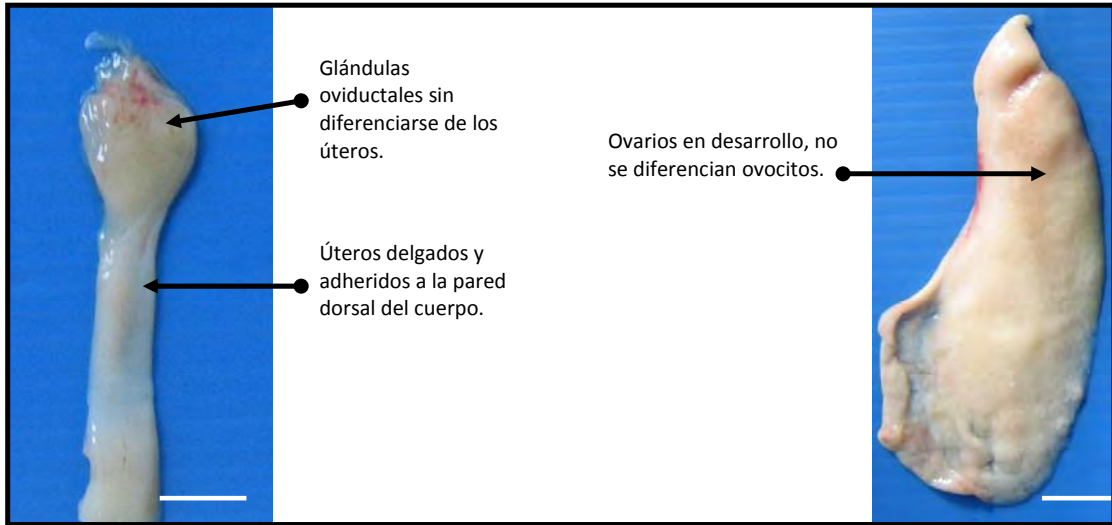 Glándulas
oviductales sin
diferenciarse de los
úteros.
Ovarios en desarrollo, no
se diferencian ovocitos.
Úteros delgados y
adheridos a la pared
dorsal del cuerpo.